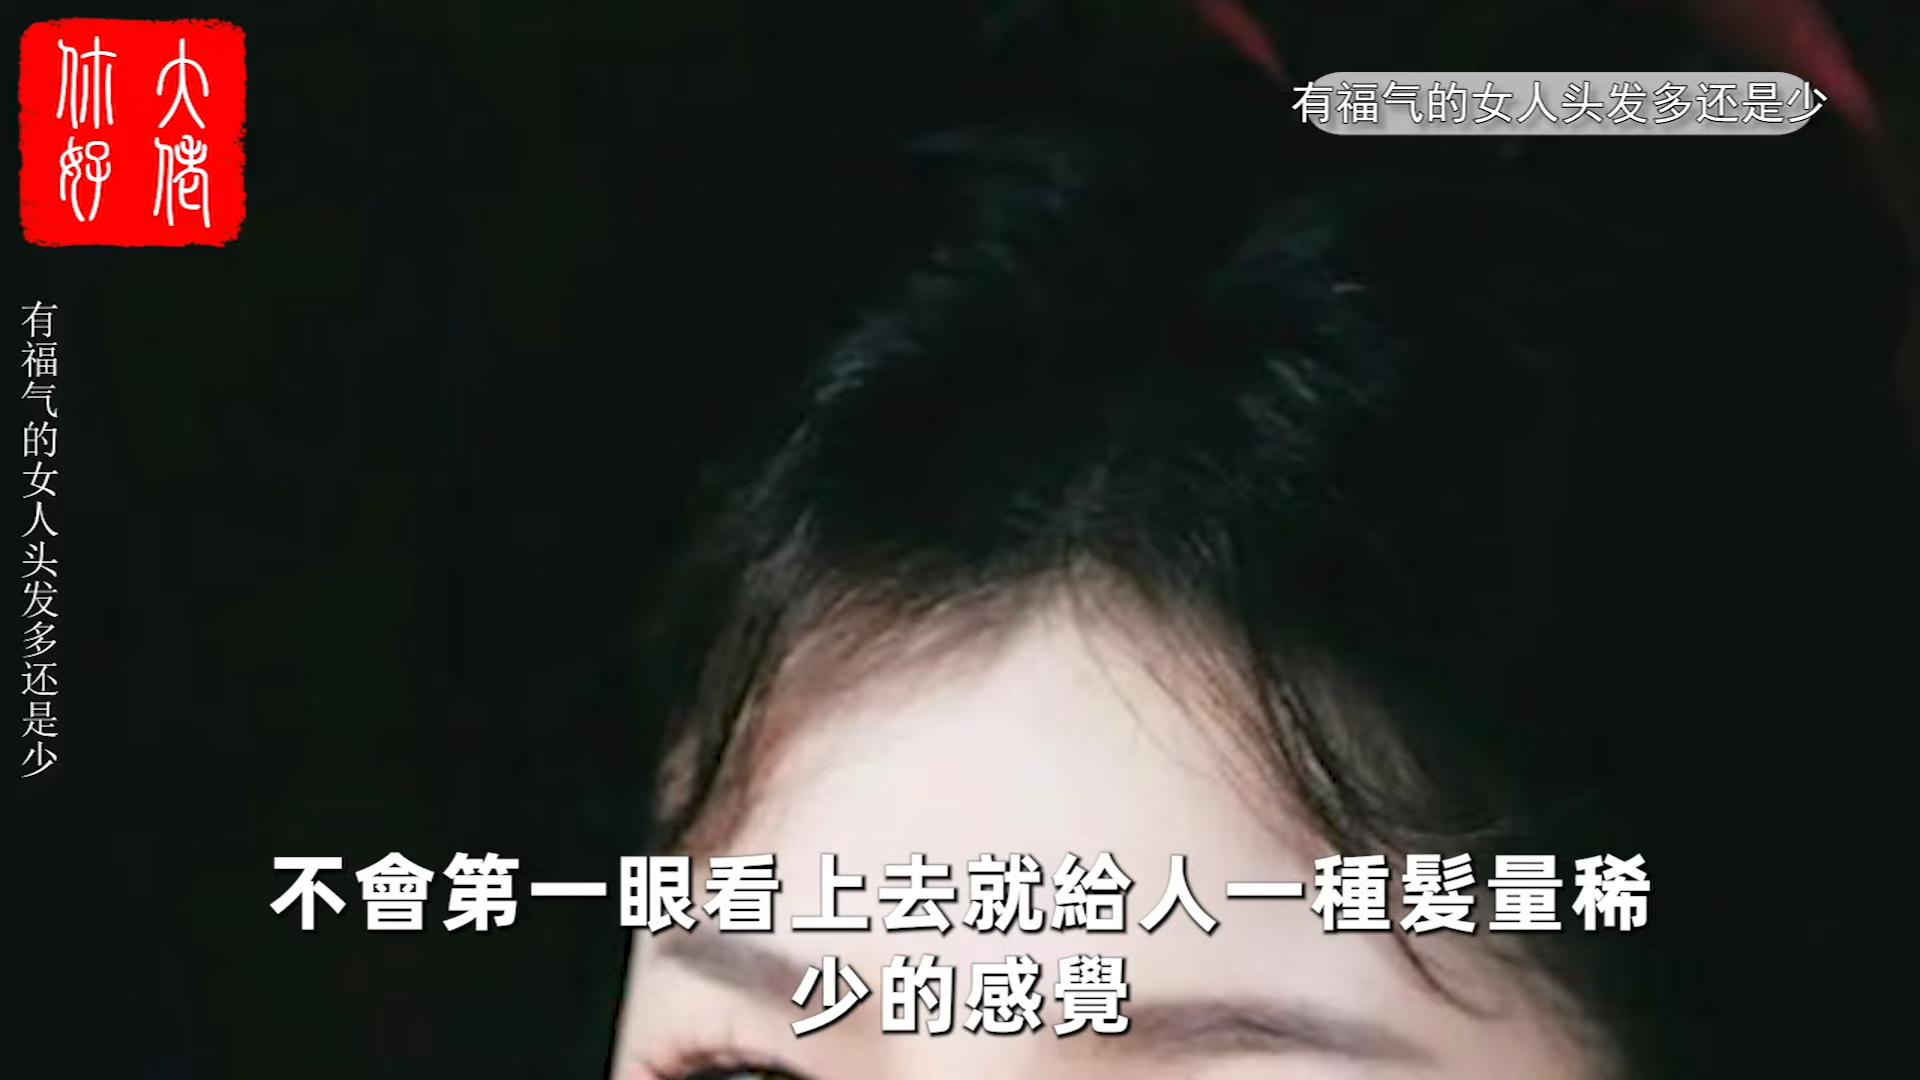 大佬
你好
有福气的女人头发多还是少
有福气的女人头发多还是少
不會第一眼看上去就給人一種髮量稀
少的感覺